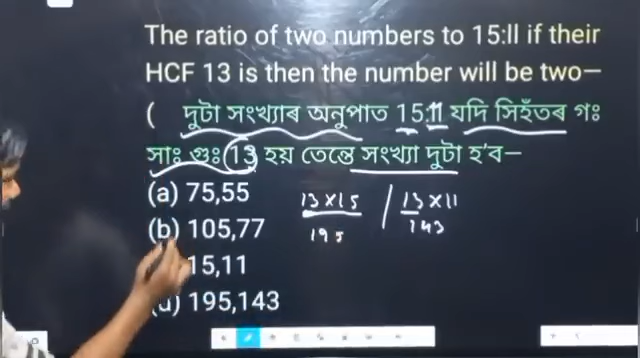 The ratio of two numbers to 15:ll if their
HCF 13 is then the number will be two—
( দুটা সংখ্যাৰ অনুপাত 15:11 যদি সিহঁতৰ গঃ
সাঃ গুঃ 13 হয় তেন্তে সংখ্যা দুটা হ'ব–
(a) 75,55 13 x 15 / 13 x 11
(b) 105,77 195 143
15,11
(d) 195,143